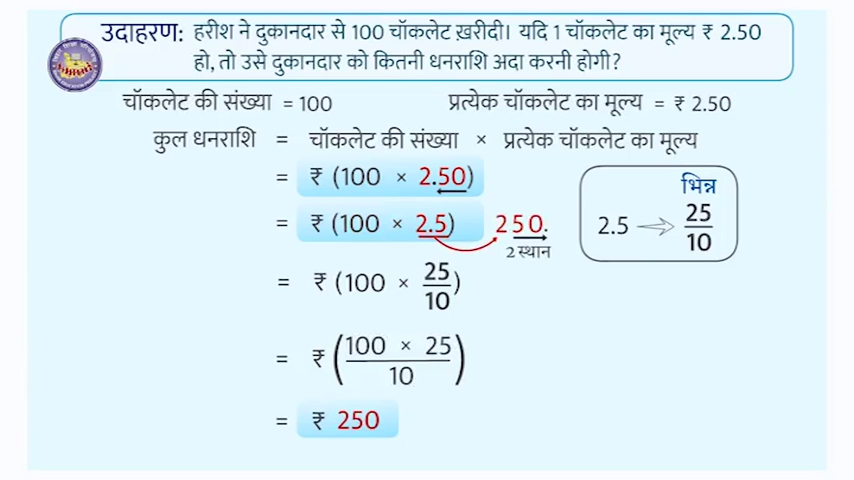 उदाहरण: हरीश ने दुकानदार से 100 चॉकलेट ख़रीदी। यदि 1 चॉकलेट का मूल्य ₹ 2.50
हो, तो उसे दुकानदार को कितनी धनराशि अदा करनी होगी?
चॉकलेट की संख्या = 100 प्रत्येक चॉकलेट का मूल्य = ₹ 2.50
कुल धनराशि = चॉकलेट की संख्या × प्रत्येक चॉकलेट का मूल्य
= ₹ (100 × 2.50)
= ₹ (100 × 2.5) 250.
2 स्थान
भिन्न
2.5 → 25/10
= ₹ (100 × 25/10)
= ₹ (100 × 25/10)
= ₹ 250